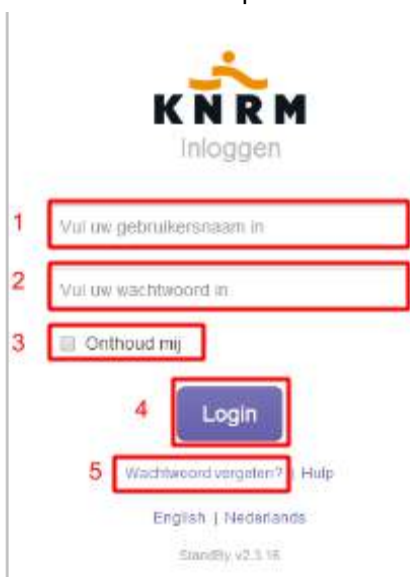 KNRM
Inloggen
1 Vul uw gebruikersnaam in
2 Vul uw wachtwoord in
3 Onthoud mij
4 Login
5 Wachtwoord vergeten? | Hulp
English | Nederlands
StandBy v2.3.16